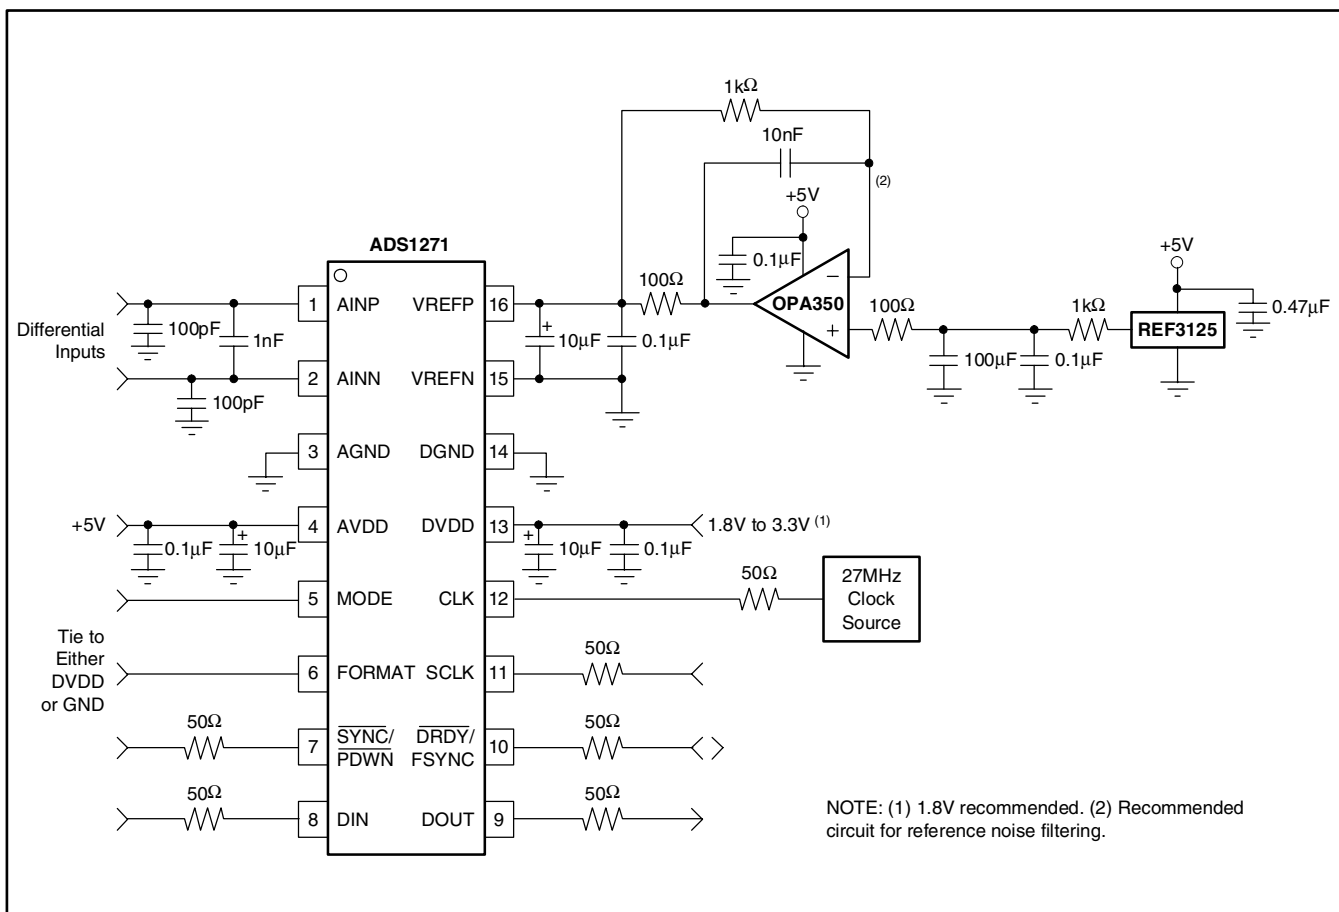 1kΩ
10nF
(2)
+5V
ADS1271
0.1µF
+5V
100Ω
OPA350
−
+
100Ω
1kΩ
REF3125
0.47µF
1
AINP
VREFP
16
Differential
Inputs
100pF
1nF
+
10µF
0.1µF
100µF
0.1µF
2
AINN
VREFN
15
100pF
3
AGND
DGND
14
+5V
4
AVDD
DVDD
13
1.8V to 3.3V (1)
0.1µF
+
10µF
+
10µF
0.1µF
50Ω
27MHz
Clock
Source
5
MODE
CLK
12
Tie to
Either
DVDD
or GND
50Ω
6
FORMAT
SCLK
11
50Ω
50Ω
7
SYNC/
PDWN
DRDY/
FSYNC
10
50Ω
50Ω
8
DIN
DOUT
9
NOTE: (1) 1.8V recommended. (2) Recommended
circuit for reference noise filtering.